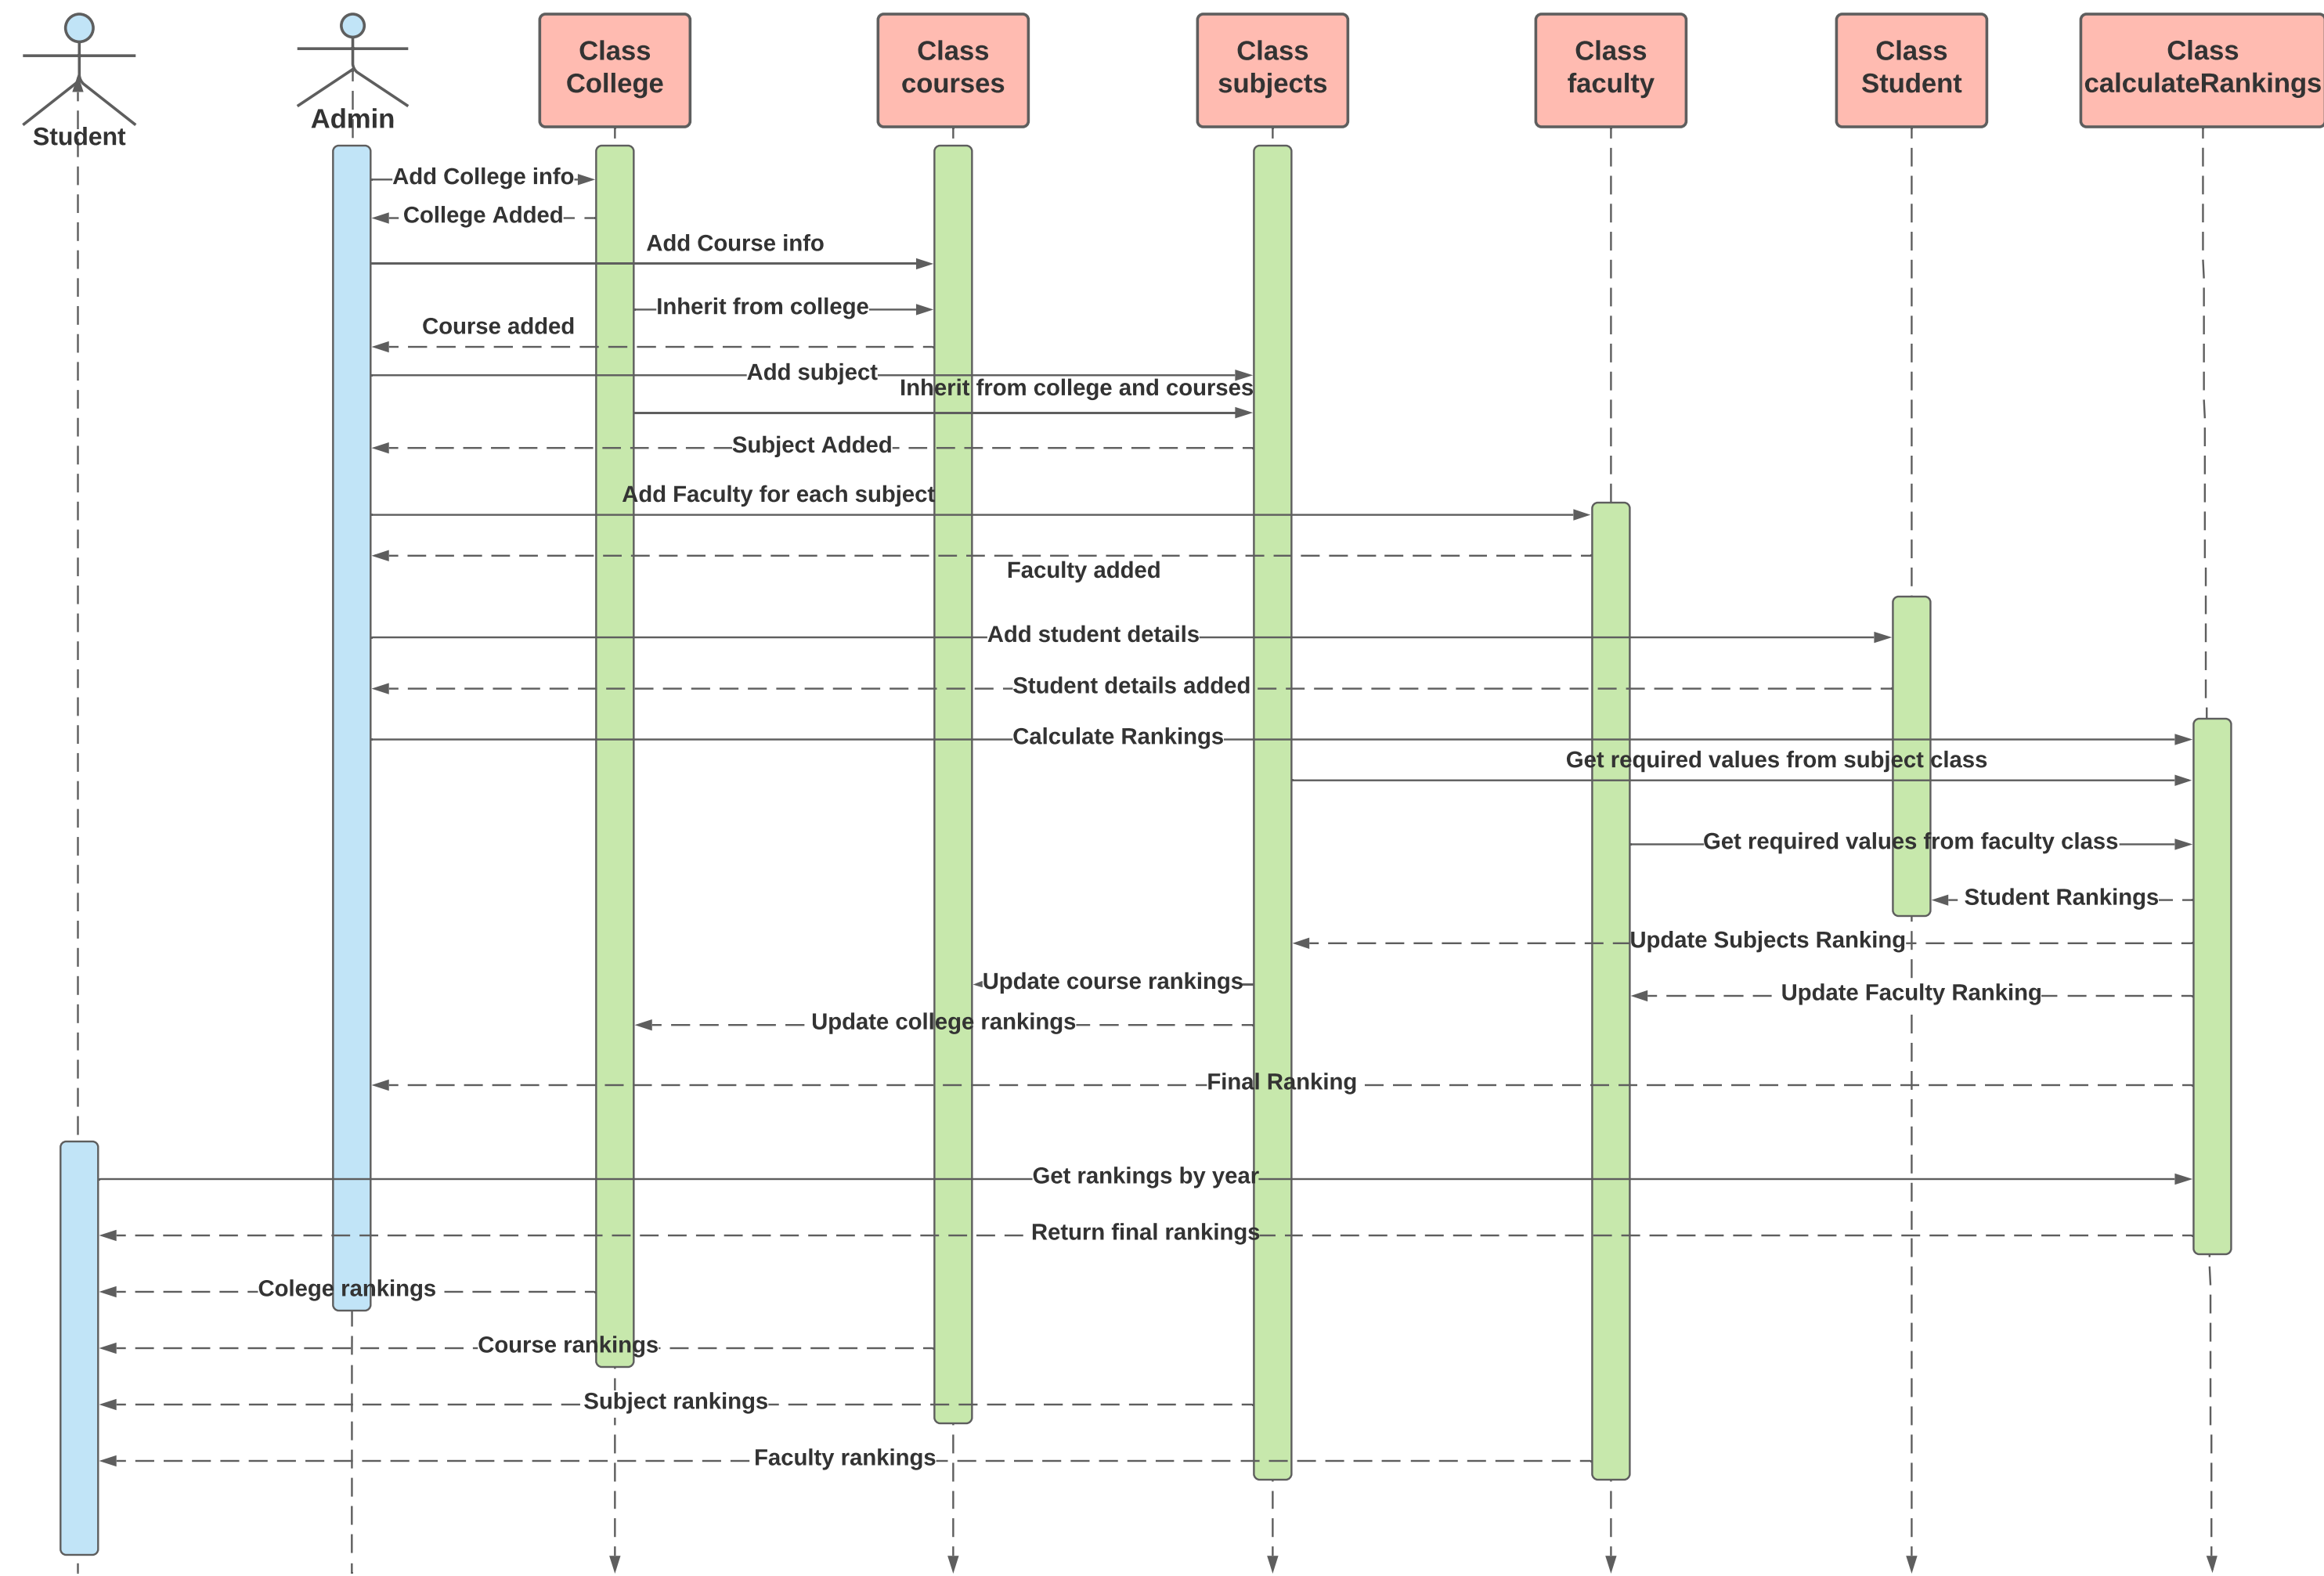 Class
College
Class
courses
Class
subjects
Class
faculty
Class
Student
Class
calculateRankings
Student
Admin
Add College info
College Added
Add Course info
Inherit from college
Course added
Add subject
Inherit from college and courses
Subject Added
Add Faculty for each subject
Faculty added
Add student details
Student details added
Calculate Rankings
Get required values from subject class
Get required values from faculty class
Student Rankings
Update Subjects Ranking
Update course rankings
Update Faculty Ranking
Update college rankings
Final Ranking
Get rankings by year
Return final rankings
Colege rankings
Course rankings
Subject rankings
Faculty rankings